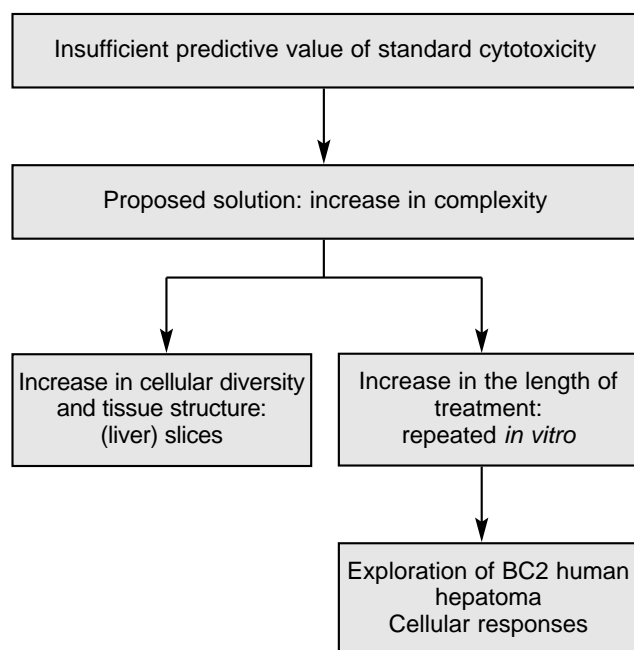 Insufficient predictive value of standard cytotoxicity
Proposed solution: increase in complexity
Increase in cellular diversity
and tissue structure:
(liver) slices
Increase in the length of
treatment:
repeated in vitro
Exploration of BC2 human
hepatoma
Cellular responses